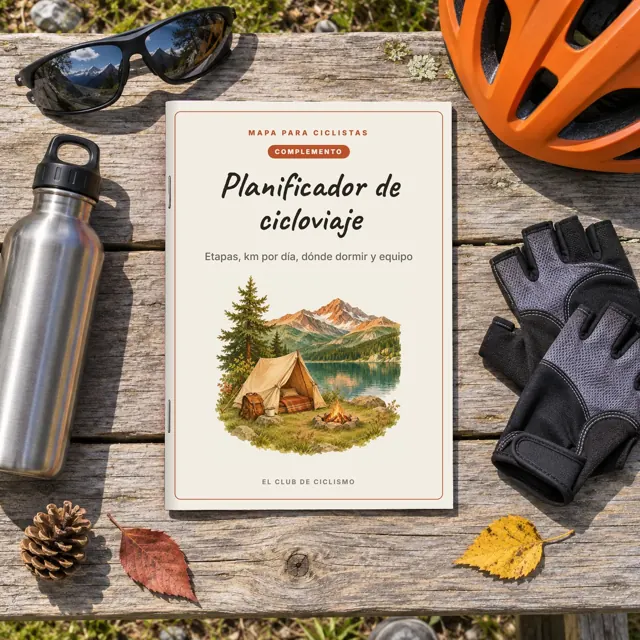 MAPA PARA CICLISTAS
COMPLEMENTO
Planificador de
cicloviaje
Etapas, km por día, dónde dormir y equipo
EL CLUB DE CICLISMO